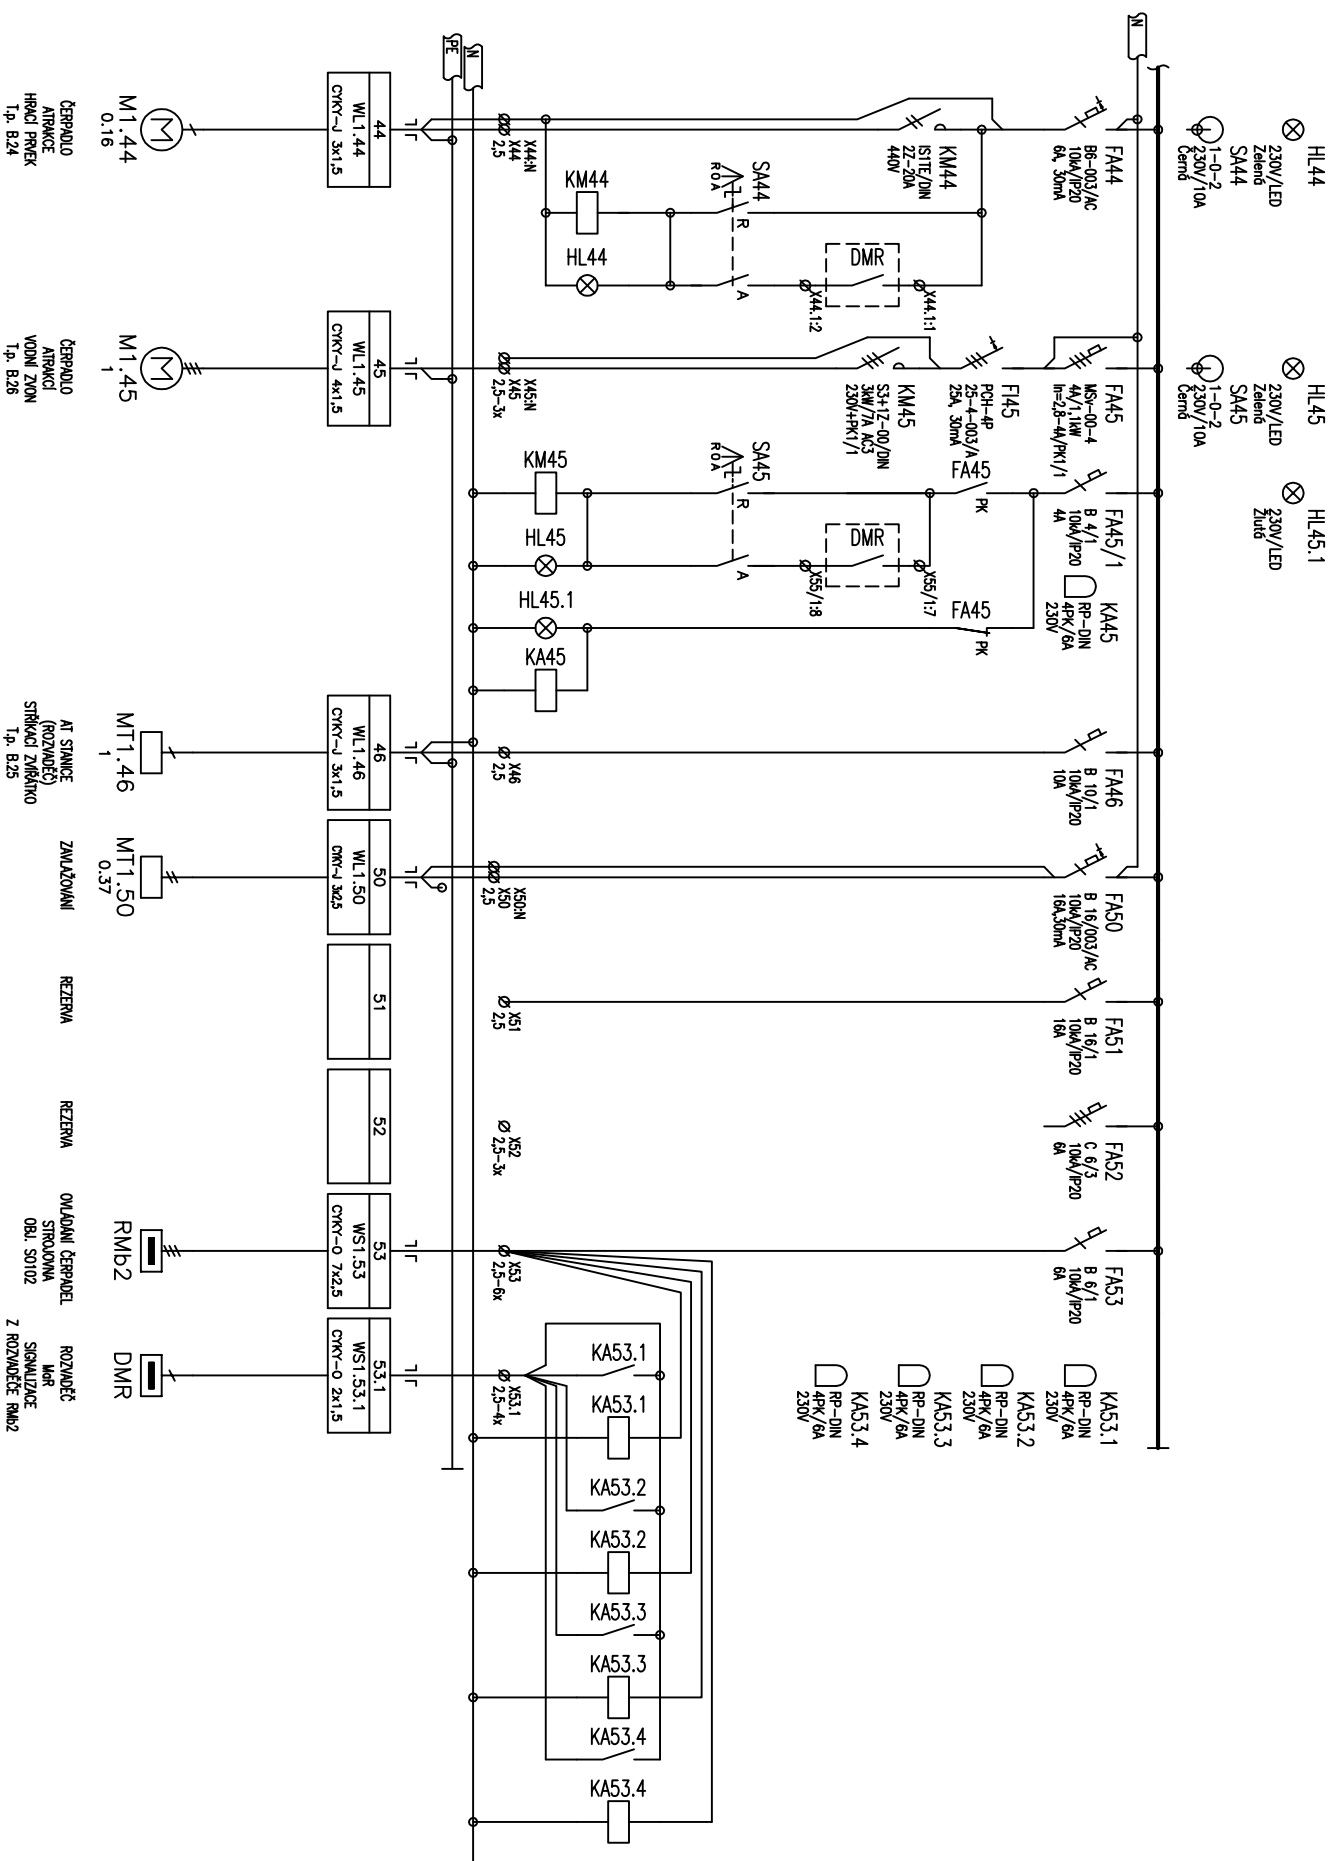 HL44
230V/LED
Zelená
SA44
1-0-2
230V/10A
Černá
HL45
230V/LED
Zelená
SA45
1-0-2
230V/10A
Černá
HL45.1
230V/LED
Žlutá
N
FA44
B6-003/AC
10kA/IP20
6A, 30mA
KM44
IS1TE/DIN
2Z-20A
440V
SA44
R O A
R
A
DMR
X44.1:1
X44.1:2
KM44
HL44
X44:N
X44
2,5
FA45
MSv-00-4
4A/1,1kW
In=2,8-4A/PK1/1
FI45
PCH-4P
25-4-003/A
25A, 30mA
KM45
S3+1Z-00/DIN
3kW/7A AC3
230V+PK1/1
FA45/1
B 4/1
10kA/IP20
4A
KA45
RP-DIN
4PK/6A
230V
FA45
PK
FA45
PK
SA45
R O A
R
A
DMR
X55/1:7
X55/1:8
KM45
HL45
HL45.1
KA45
X45:N
X45
2,5-3x
FA46
B 10/1
10kA/IP20
10A
X46
2,5
FA50
B 16/003/AC
10kA/IP20
16A,30mA
X50:N
X50
2,5
FA51
B 16/1
10kA/IP20
16A
X51
2,5
FA52
C 6/3
10kA/IP20
6A
X52
2,5-3x
FA53
B 6/1
10kA/IP20
6A
X53
2,5-6x
KA53.1
RP-DIN
4PK/6A
230V
KA53.2
RP-DIN
4PK/6A
230V
KA53.3
RP-DIN
4PK/6A
230V
KA53.4
RP-DIN
4PK/6A
230V
KA53.1
KA53.1
KA53.2
KA53.2
KA53.3
KA53.3
KA53.4
KA53.4
X53.1
2,5-4x
N
PE
44
WL1.44
CYKY-J 3x1,5
45
WL1.45
CYKY-J 4x1,5
46
WL1.46
CYKY-J 3x1,5
50
WL1.50
CYKY-J 3x2,5
51
52
53
WS1.53
CYKY-O 7x2,5
53.1
WS1.53.1
CYKY-O 2x1,5
M
M1.44
0.16
M
M1.45
1
MT1.46
1
MT1.50
0.37
RMb2
DMR
ČERPADLO
ATRAKCE
HRACÍ PRVEK
T.p. B.24
ČERPADLO
ATRAKCÍ
VODNÍ ZVON
T.p. B.26
AT STANICE
(ROZVADĚČ)
STŘÍKACÍ ZVÍŘÁTKO
T.p. B.25
ZAVLAŽOVÁNÍ
REZERVA
REZERVA
OVLÁDÁNÍ ČERPADEL
STROJOVNA
OBJ. SO102
ROZVADĚČ
MaR
SIGNALIZACE
Z ROZVADĚČE RMb2